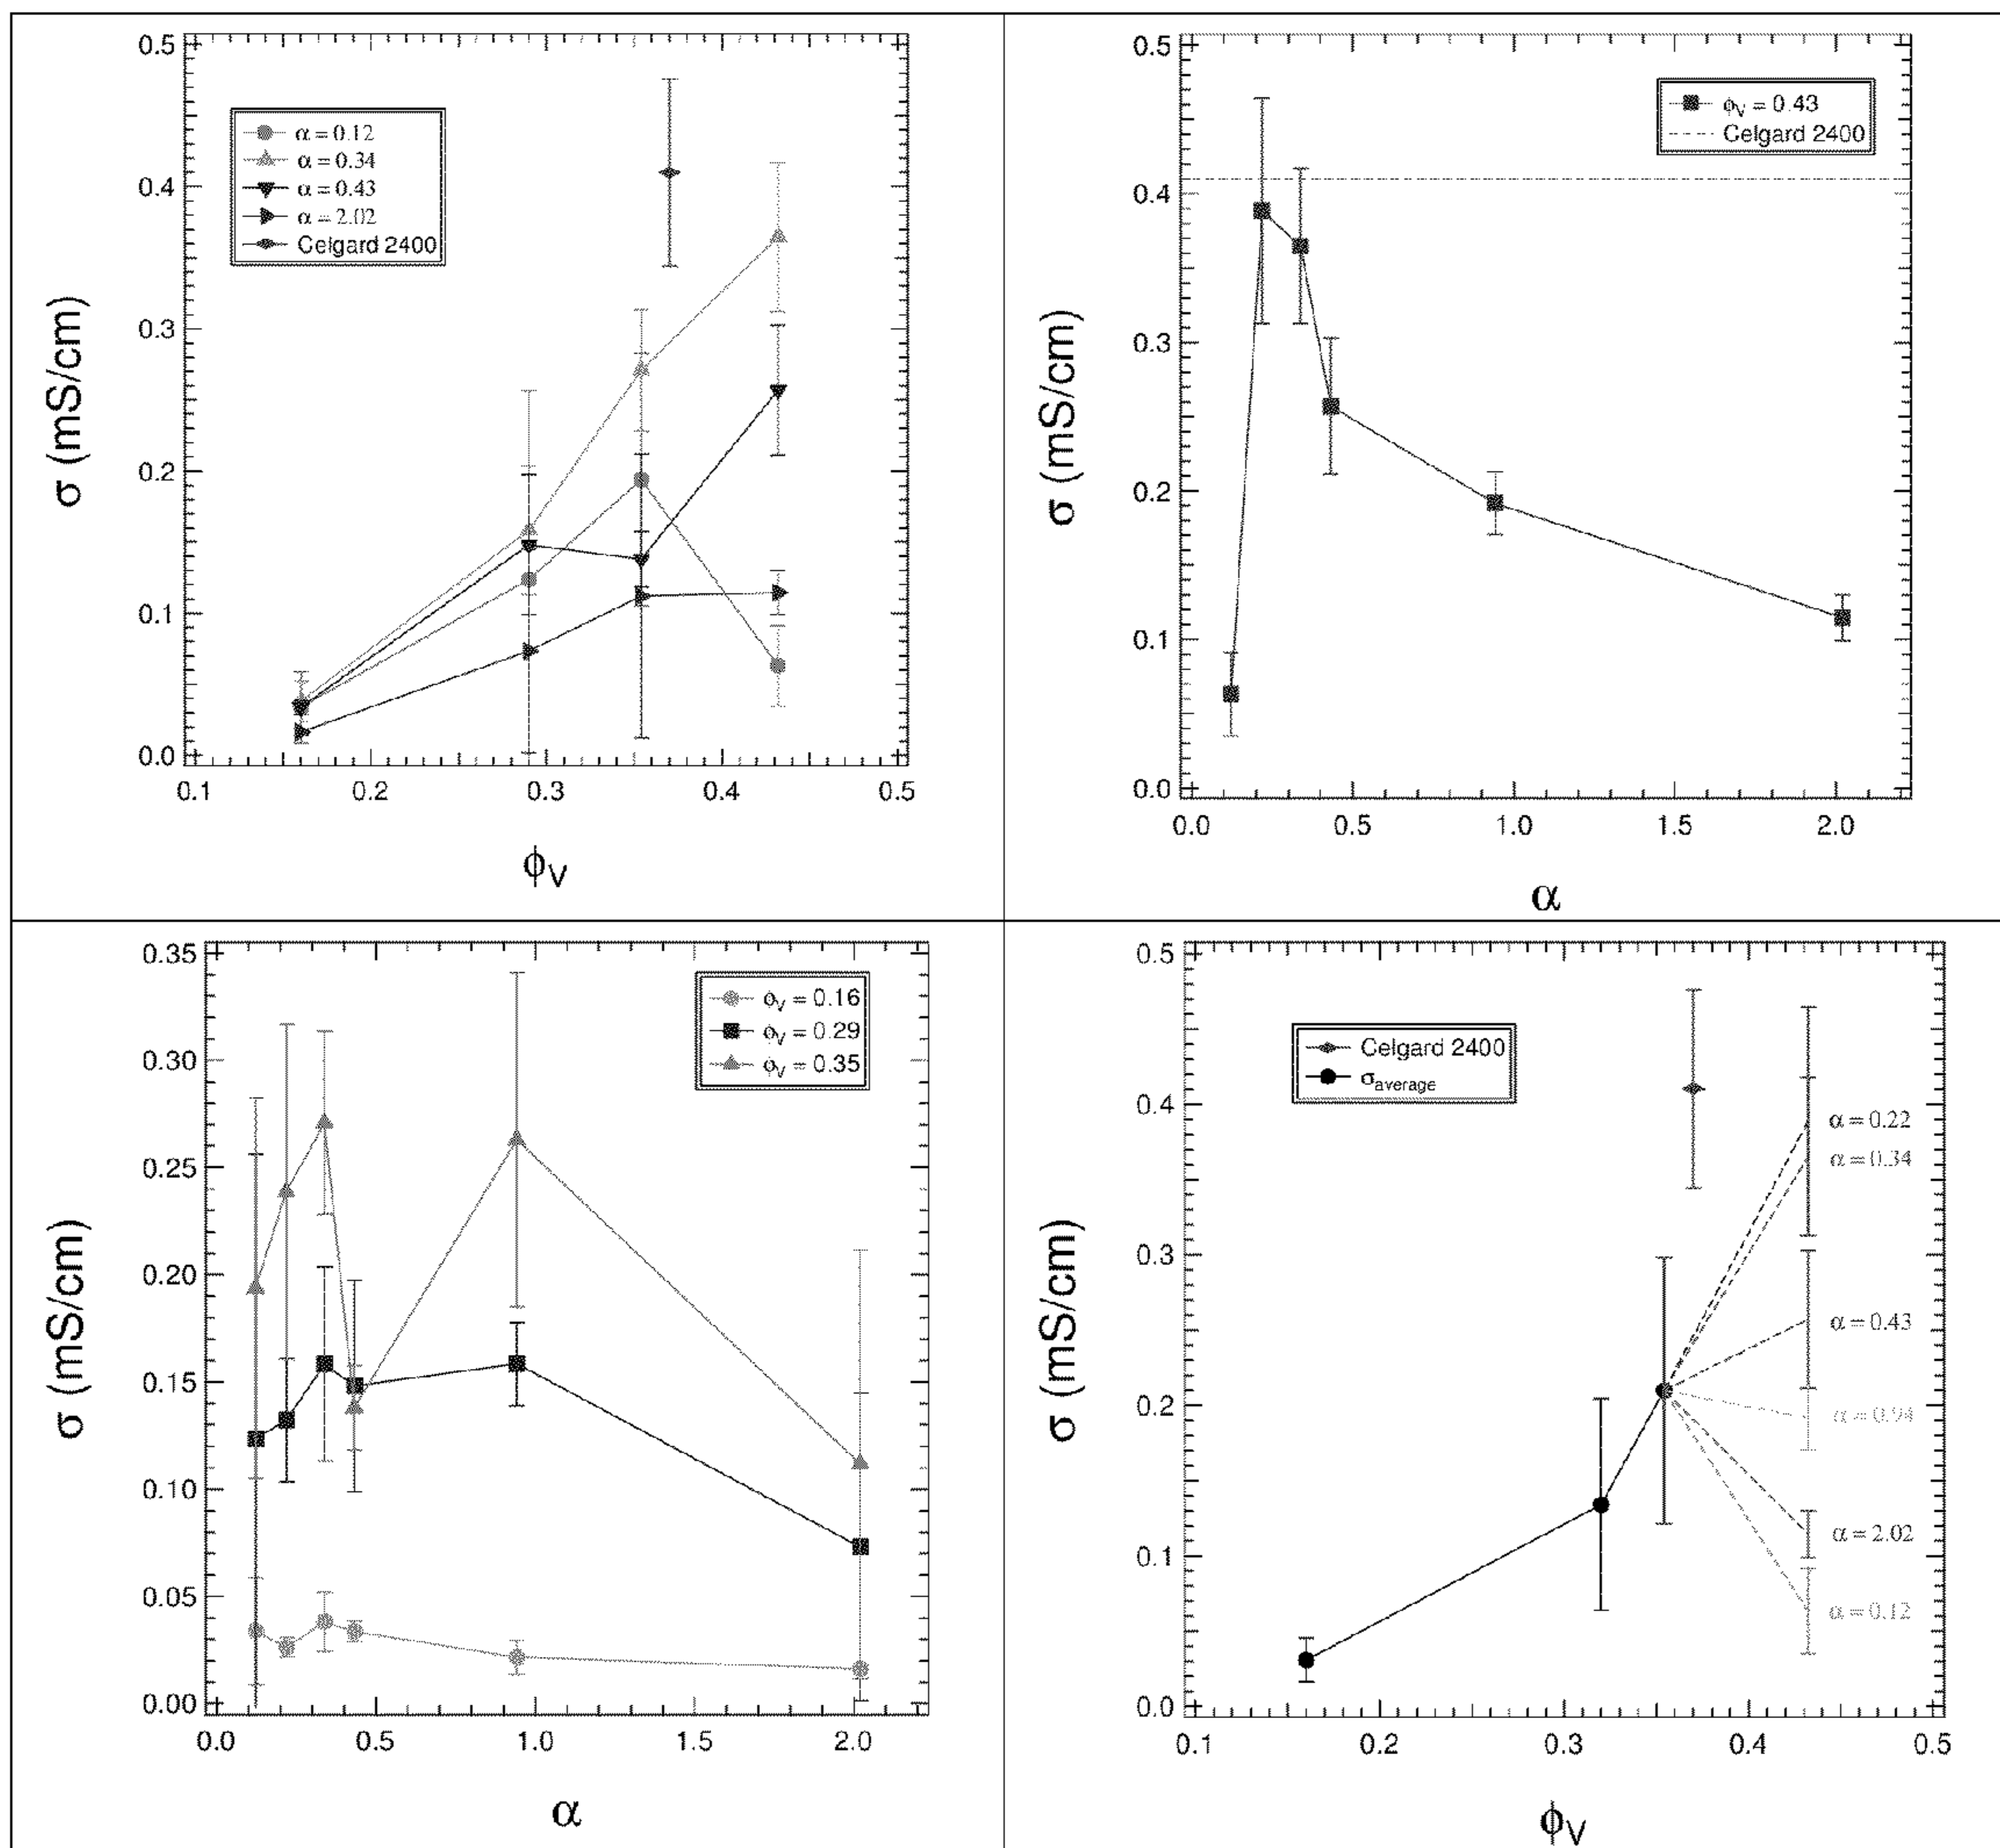 0.5
0.4
0.3
0.2
0.1
0.0
σ (mS/cm)
α = 0.12
α = 0.34
α = 0.43
α = 2.02
Celgard 2400
0.1 0.2 0.3 0.4 0.5
ϕV
0.5
0.4
0.3
0.2
0.1
0.0
σ (mS/cm)
ϕV = 0.43
Celgard 2400
0.0 0.5 1.0 1.5 2.0
α
0.35
0.30
0.25
0.20
0.15
0.10
0.05
0.00
σ (mS/cm)
ϕV = 0.16
ϕV = 0.29
ϕV = 0.35
0.0 0.5 1.0 1.5 2.0
α
0.5
0.4
0.3
0.2
0.1
0.0
σ (mS/cm)
Celgard 2400
σaverage
α = 0.22
α = 0.34
α = 0.43
α = 0.94
α = 2.02
α = 0.12
0.1 0.2 0.3 0.4 0.5
ϕV